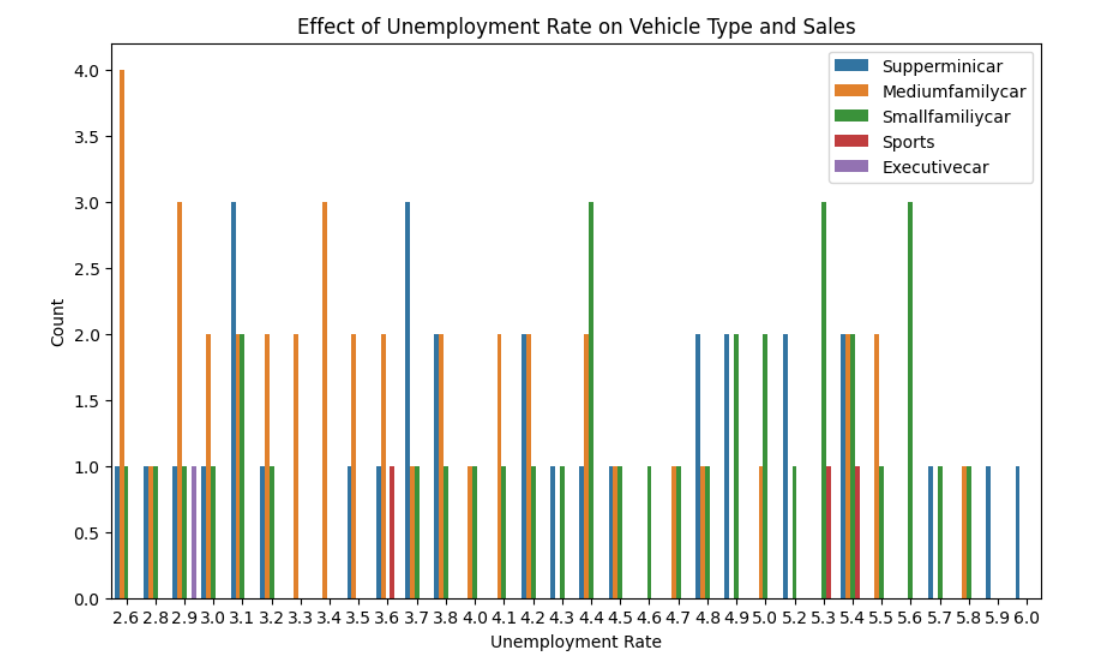 Effect of Unemployment Rate on Vehicle Type and Sales
Supperminicar
Mediumfamilycar
Smallfamiliycar
Sports
Executivecar
4.0
3.5
3.0
2.5
2.0
1.5
1.0
0.5
0.0
Count
2.6 2.8 2.9 3.0 3.1 3.2 3.3 3.4 3.5 3.6 3.7 3.8 4.0 4.1 4.2 4.3 4.4 4.5 4.6 4.7 4.8 4.9 5.0 5.2 5.3 5.4 5.5 5.6 5.7 5.8 5.9 6.0
Unemployment Rate